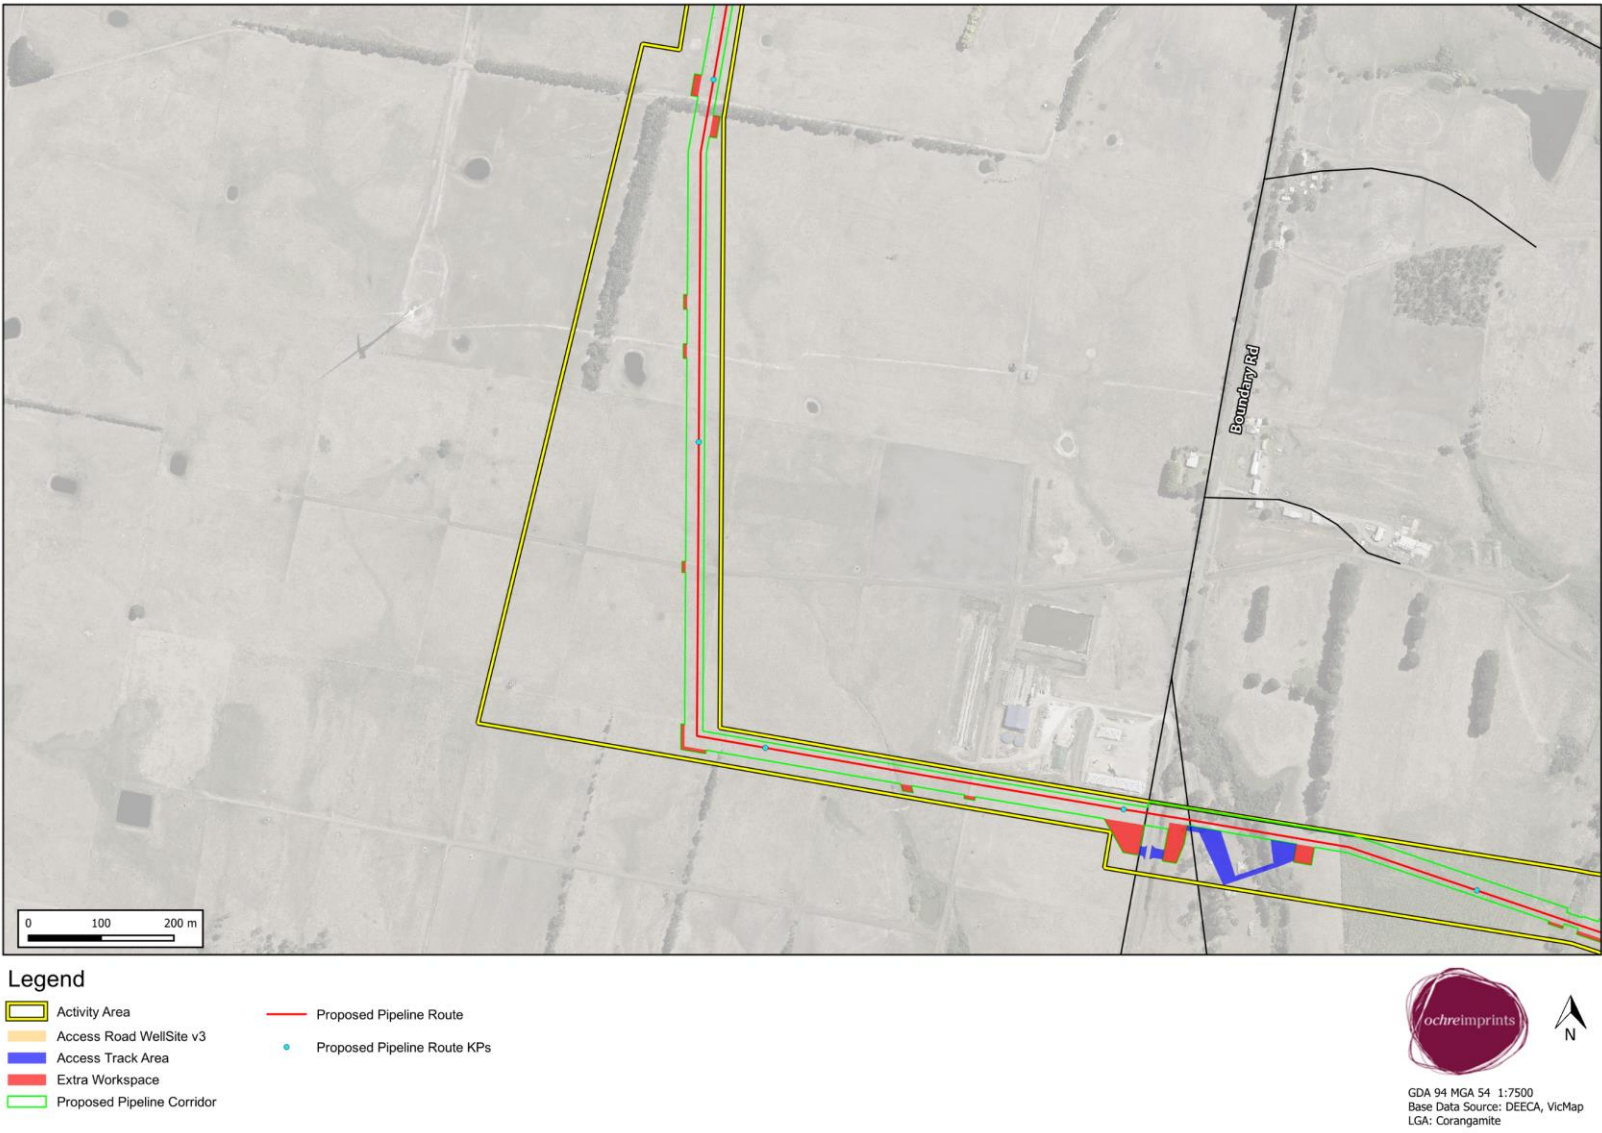 Boundary Rd
0 100 200 m
Legend
Activity Area
Access Road WellSite v3
Access Track Area
Extra Workspace
Proposed Pipeline Corridor
Proposed Pipeline Route
Proposed Pipeline Route KPs
ochreimprints
N
GDA 94 MGA 54 1:7500
Base Data Source: DEECA, VicMap
LGA: Corangamite